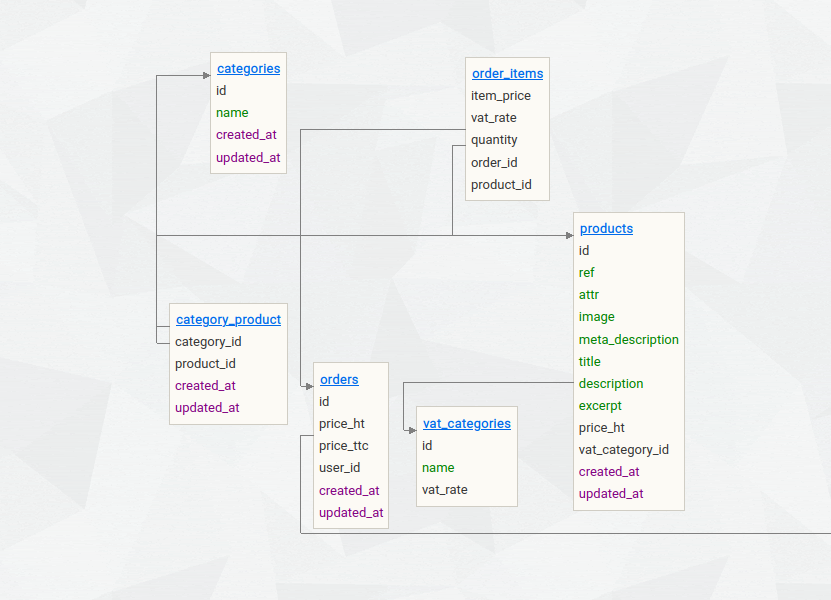 categories
id
name
created_at
updated_at
order_items
item_price
vat_rate
quantity
order_id
product_id
products
id
ref
attr
image
meta_description
title
description
excerpt
price_ht
vat_category_id
created_at
updated_at
category_product
category_id
product_id
created_at
updated_at
orders
id
price_ht
price_ttc
user_id
created_at
updated_at
vat_categories
id
name
vat_rate